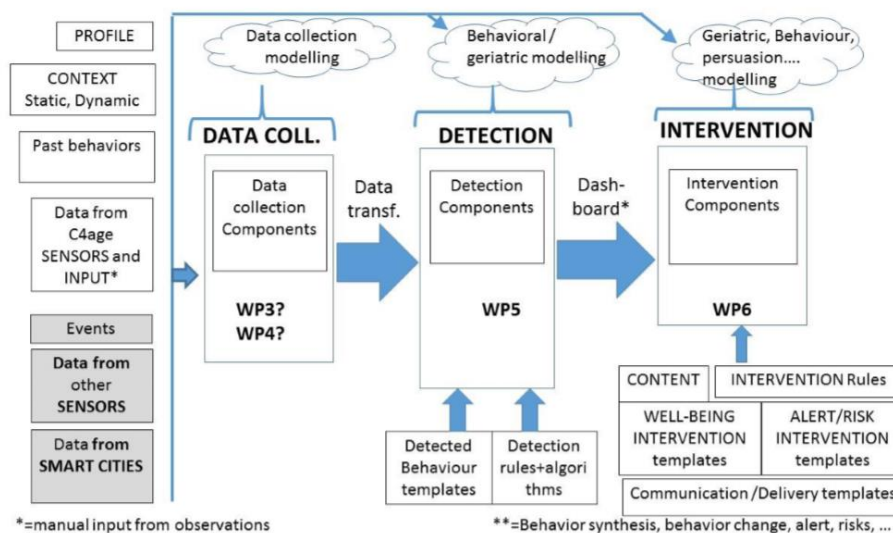 PROFILE
CONTEXT
Static, Dynamic
Past behaviors
Data from
C4age
SENSORS and
INPUT*
Events
Data from
other
SENSORS
Data from
SMART CITIES
Data collection
modelling
Behavioral /
geriatric modelling
Geriatric, Behaviour,
persuasion....
modelling
DATA COLL.
DETECTION
INTERVENTION
Data
collection
Components
WP3?
WP4?
Data
transf.
Detection
Components
WP5
Dash-
board*
Intervention
Components
WP6
Detected
Behaviour
templates
Detection
rules+algori
thms
CONTENT
INTERVENTION Rules
WELL-BEING
INTERVENTION
templates
ALERT/RISK
INTERVENTION
templates
Communication /Delivery templates
*=manual input from observations
**=Behavior synthesis, behavior change, alert, risks, ...